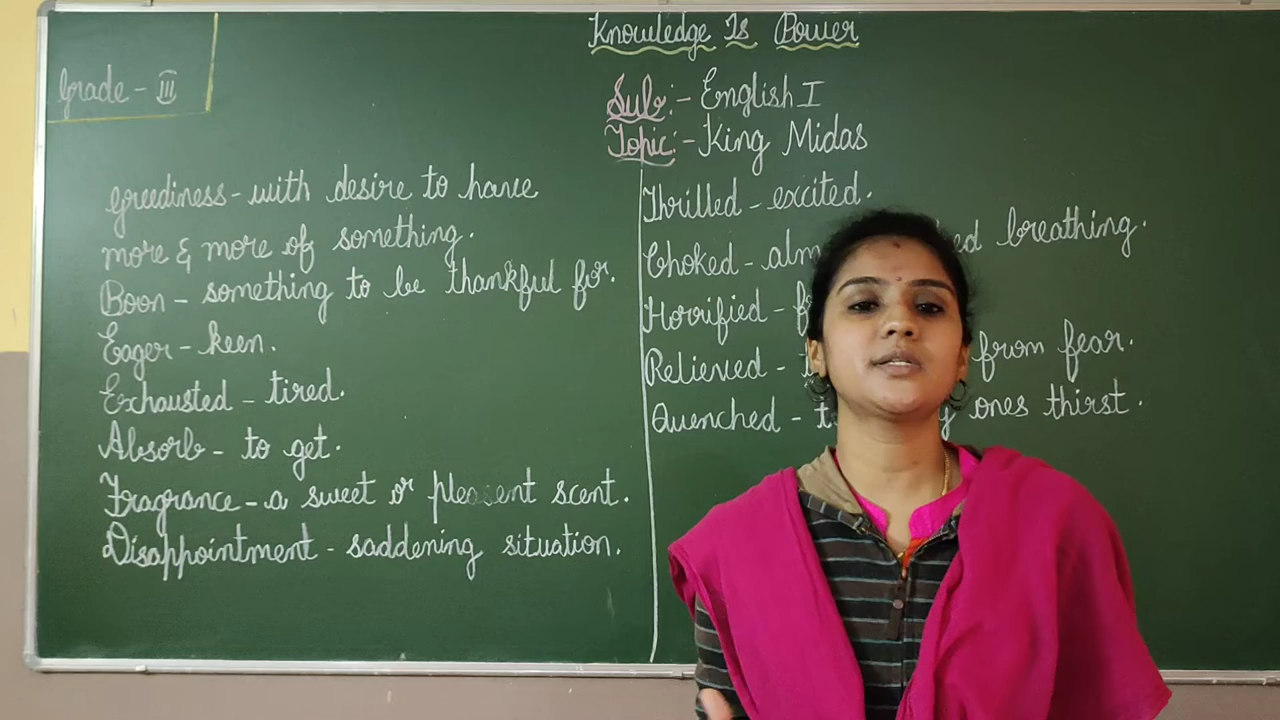 Knowledge Is Power
Grade - III
Sub:- English I
Topic:- King Midas
Greediness - with desire to have
more & more of something.
Boon - something to be thankful for.
Eager - keen.
Exhausted - tired.
Absorb - to get.
Fragrance - a sweet or pleasent scent.
Disappointment - saddening situation.
Thrilled - excited.
Choked - breathing.
Horrified -
Relieved - from fear.
Quenched - ones thirst.